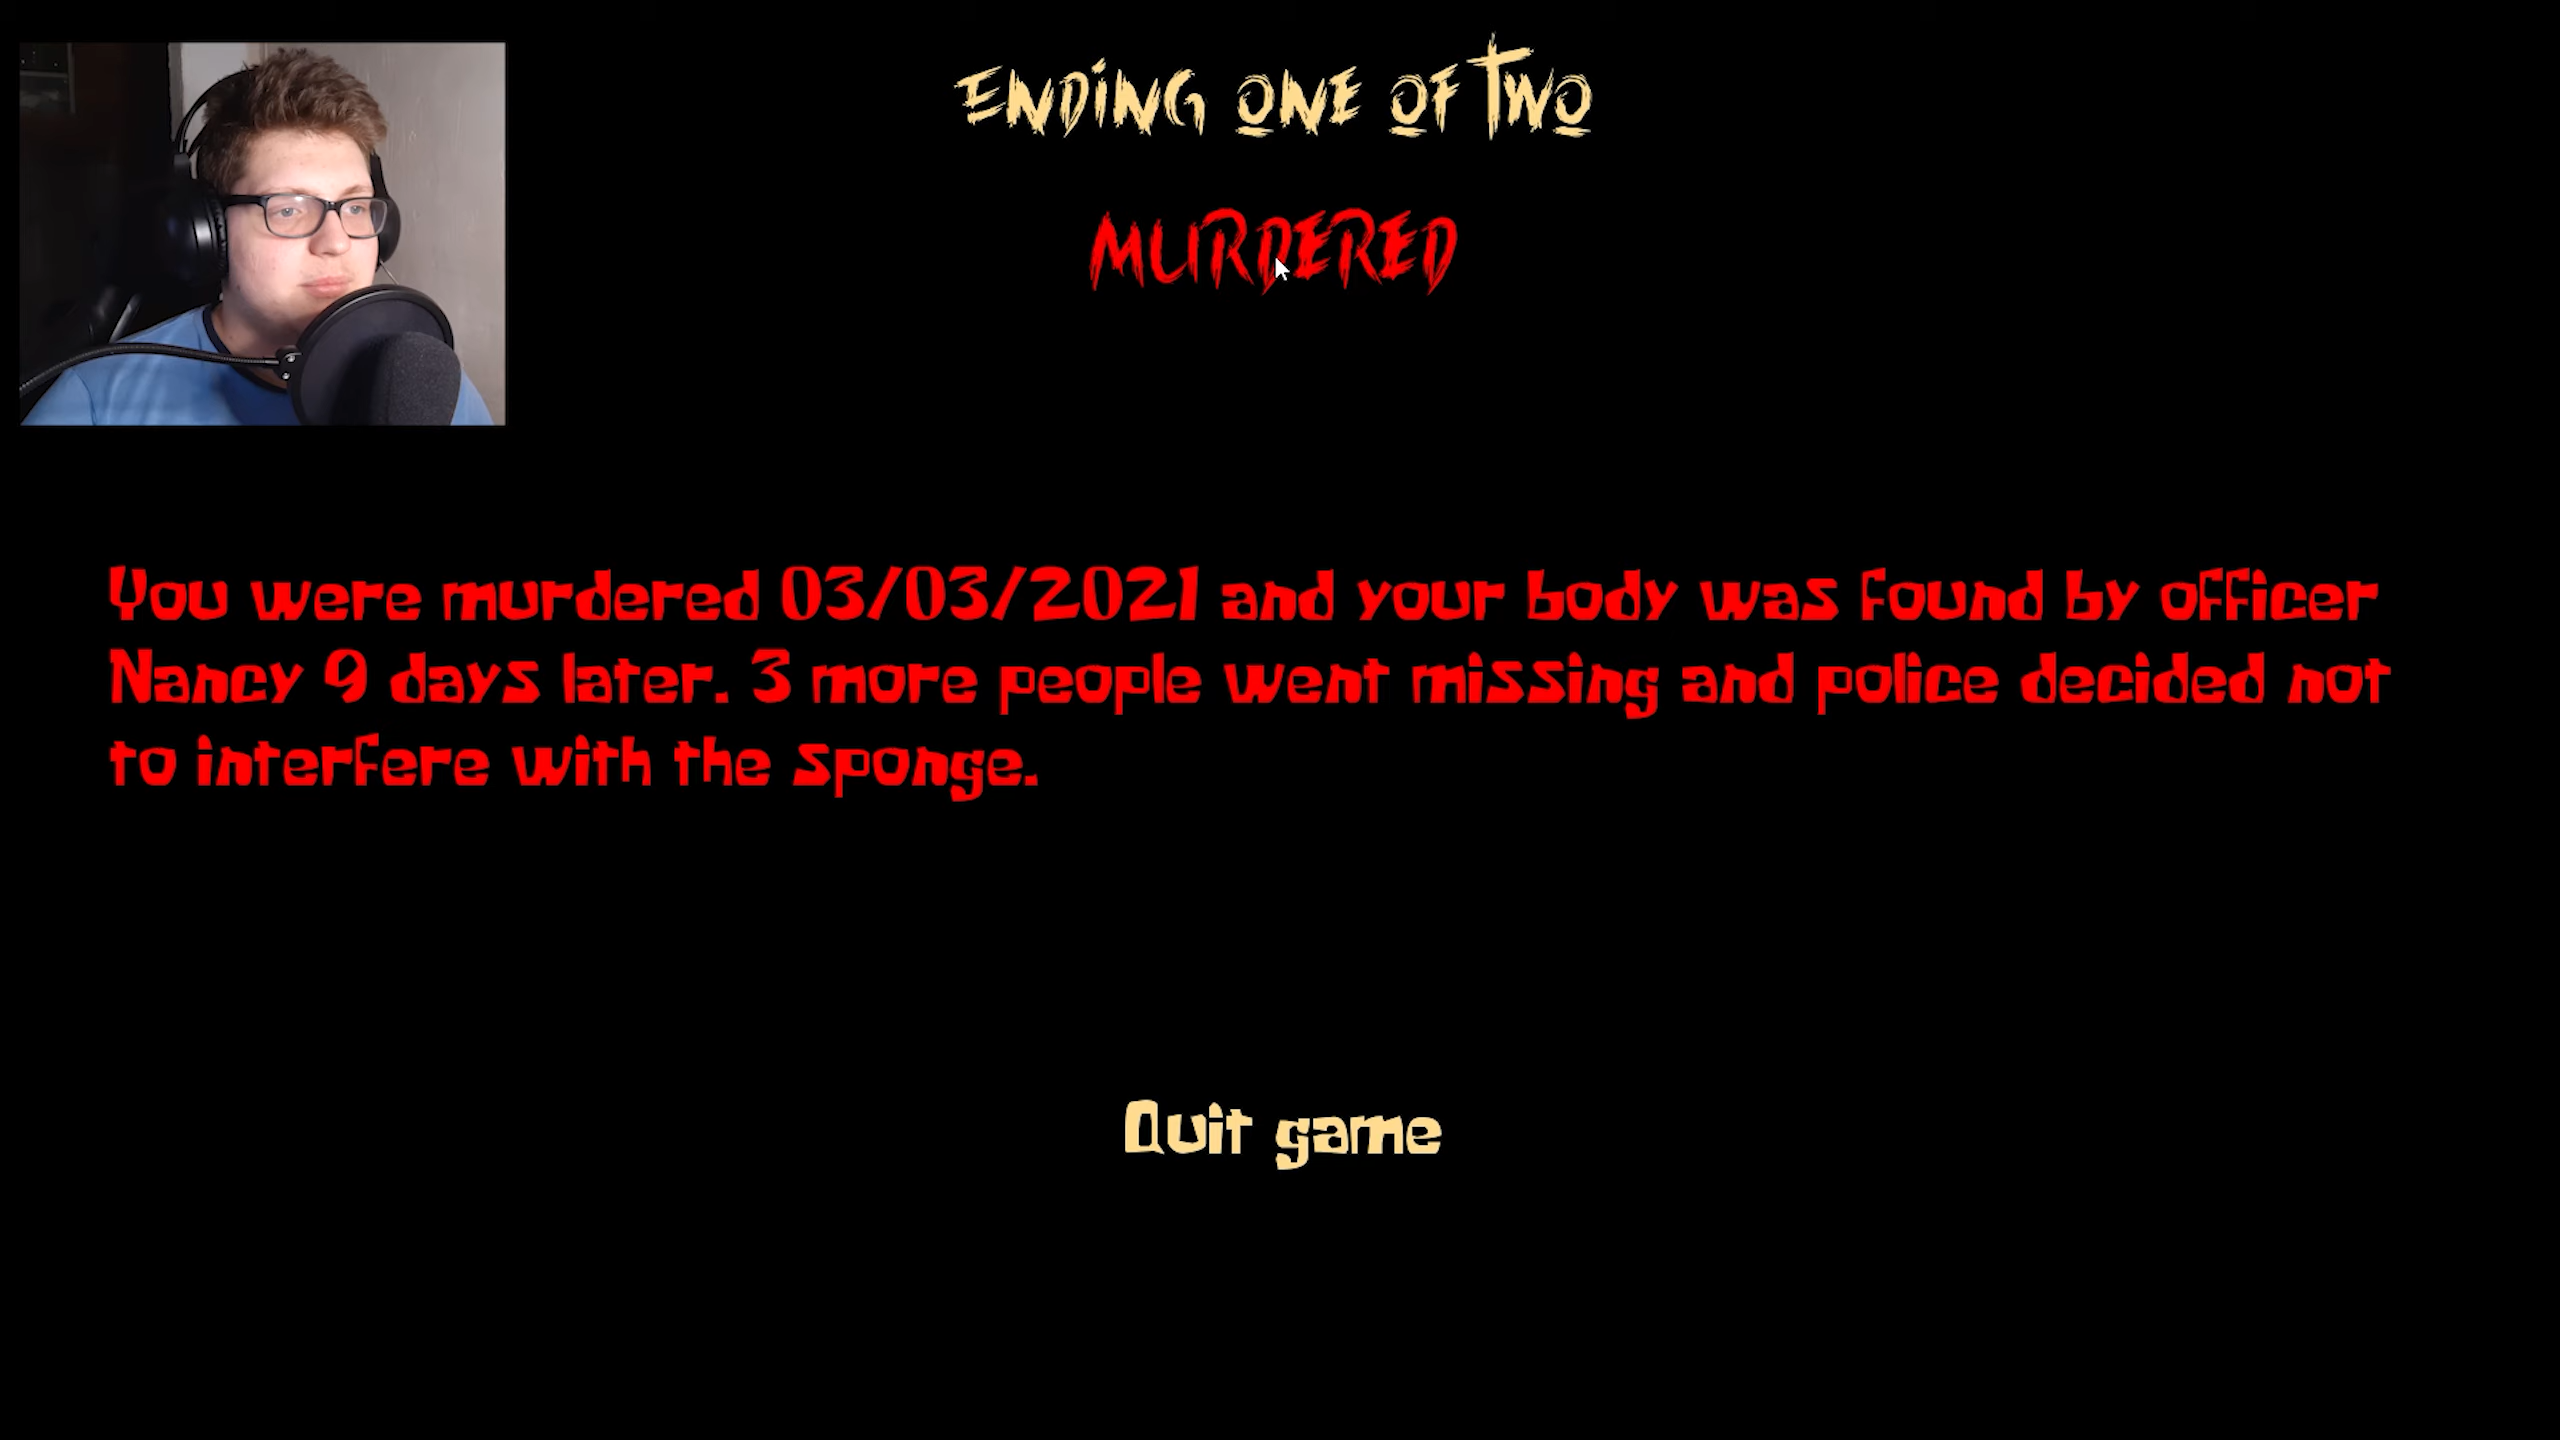 ENDING ONE OF TWO
MURDERED
You were murdered 03/03/2021 and your body was found by officer
Nancy 9 days later. 3 more people went missing and police decided not
to interfere with the sponge.
Quit game